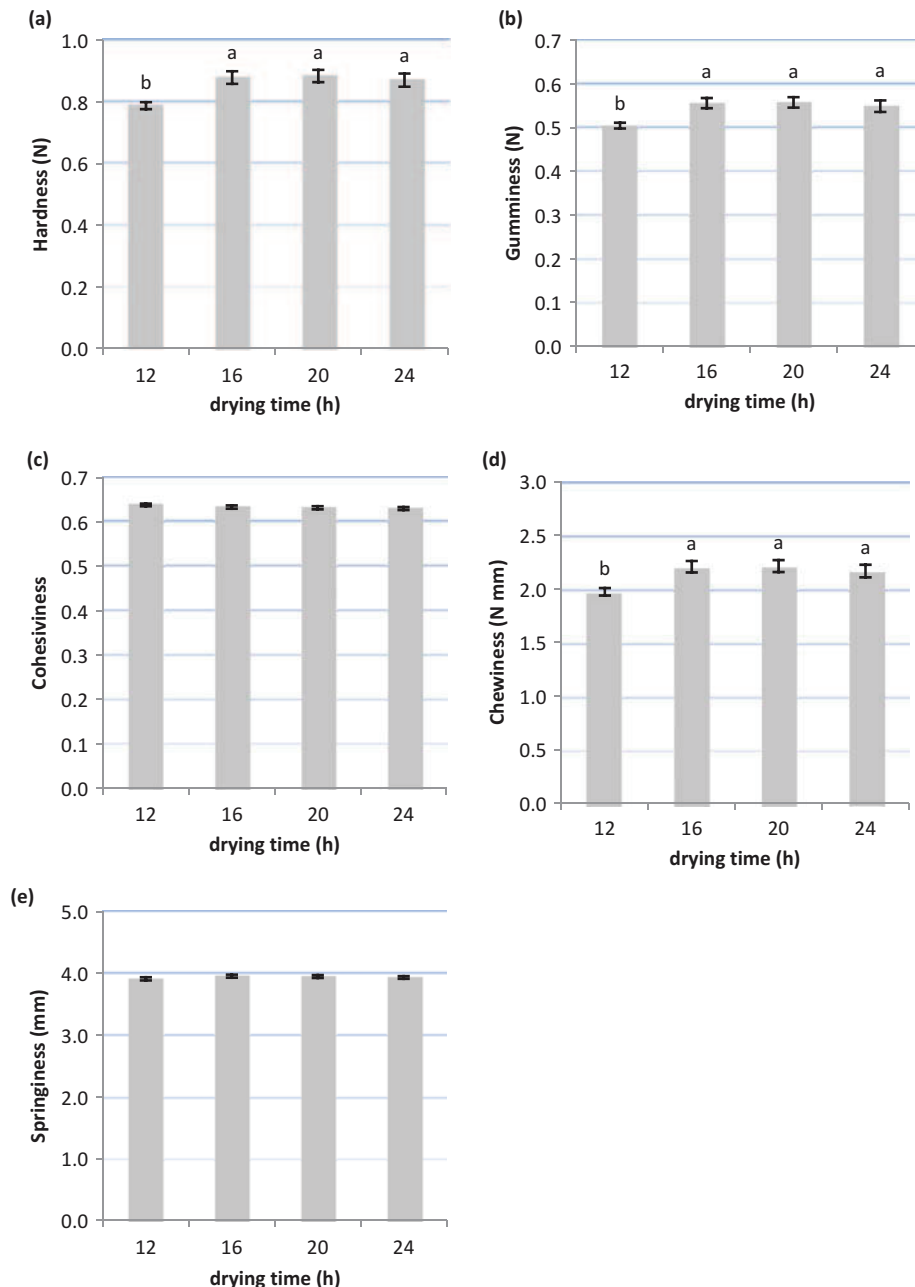 (a)
Hardness (N)
1.0
0.8
0.6
0.4
0.2
0.0
b
a
a
a
12 16 20 24
drying time (h)
(b)
Gumminess (N)
0.7
0.6
0.5
0.4
0.3
0.2
0.1
0.0
b
a
a
a
12 16 20 24
drying time (h)
(c)
Cohesiviness
0.7
0.6
0.5
0.4
0.3
0.2
0.1
0.0
12 16 20 24
drying time (h)
(d)
Chewiness (N mm)
3.0
2.5
2.0
1.5
1.0
0.5
0.0
b
a
a
a
12 16 20 24
drying time (h)
(e)
Springiness (mm)
5.0
4.0
3.0
2.0
1.0
0.0
12 16 20 24
drying time (h)